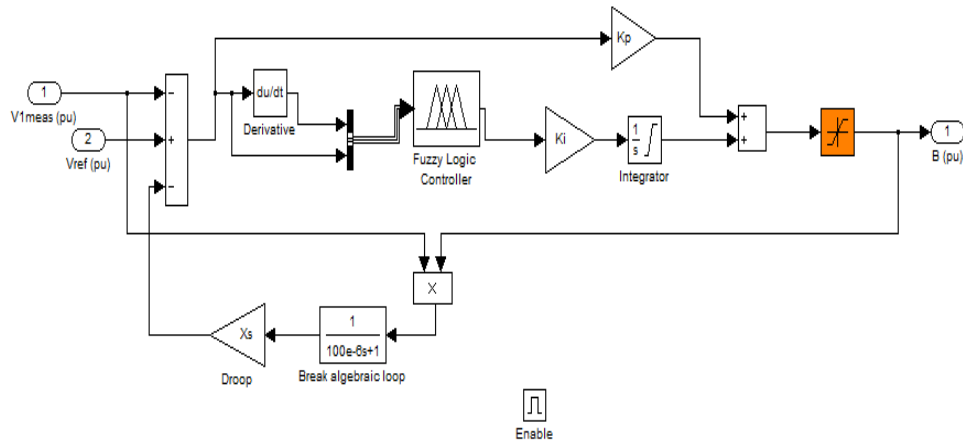 Kp
1
V1meas (pu)
2
Vref (pu)
−
+
−
du/dt
Derivative
Fuzzy Logic
Controller
Ki
1
s
Integrator
+
+
1
B (pu)
X
Xs
Droop
1
100e-6s+1
Break algebraic loop
Enable